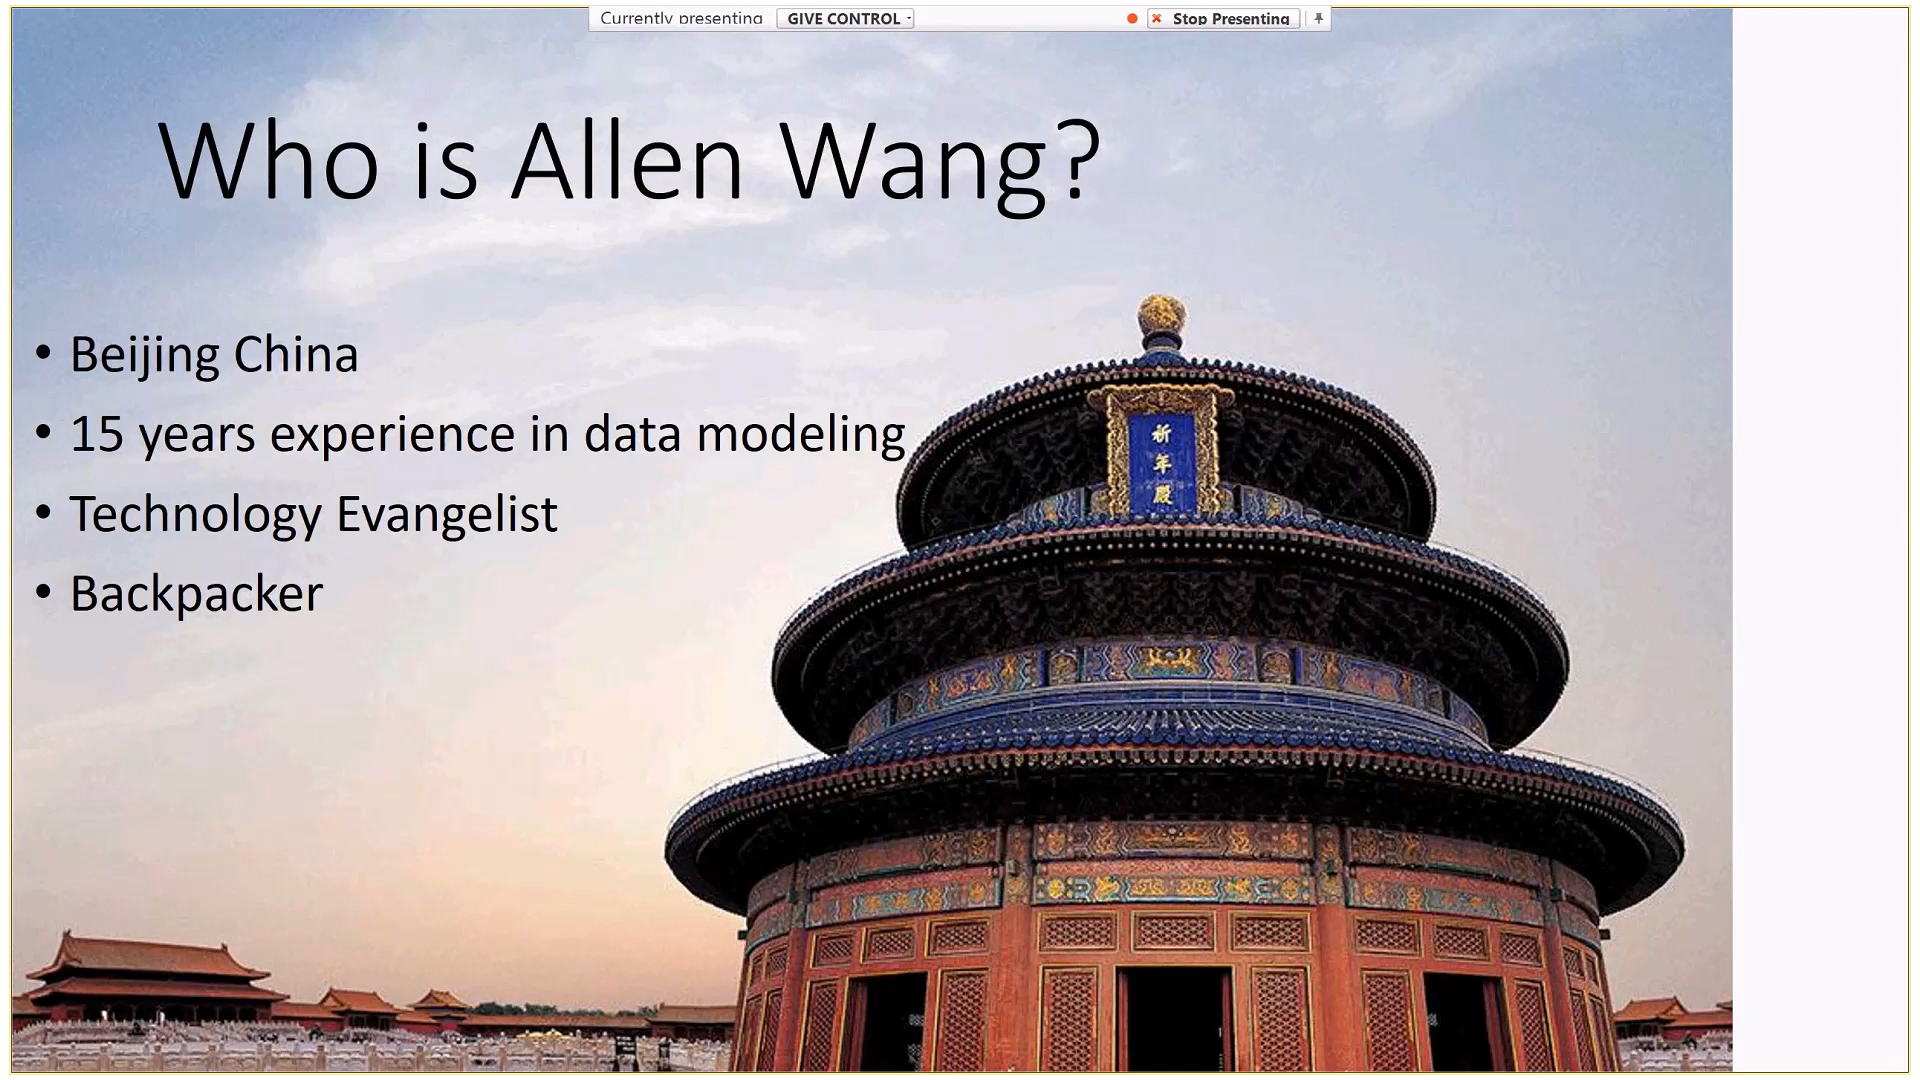 Currently presenting GIVE CONTROL Stop Presenting
Who is Allen Wang?
• Beijing China
• 15 years experience in data modeling
• Technology Evangelist
• Backpacker
祈
年
殿